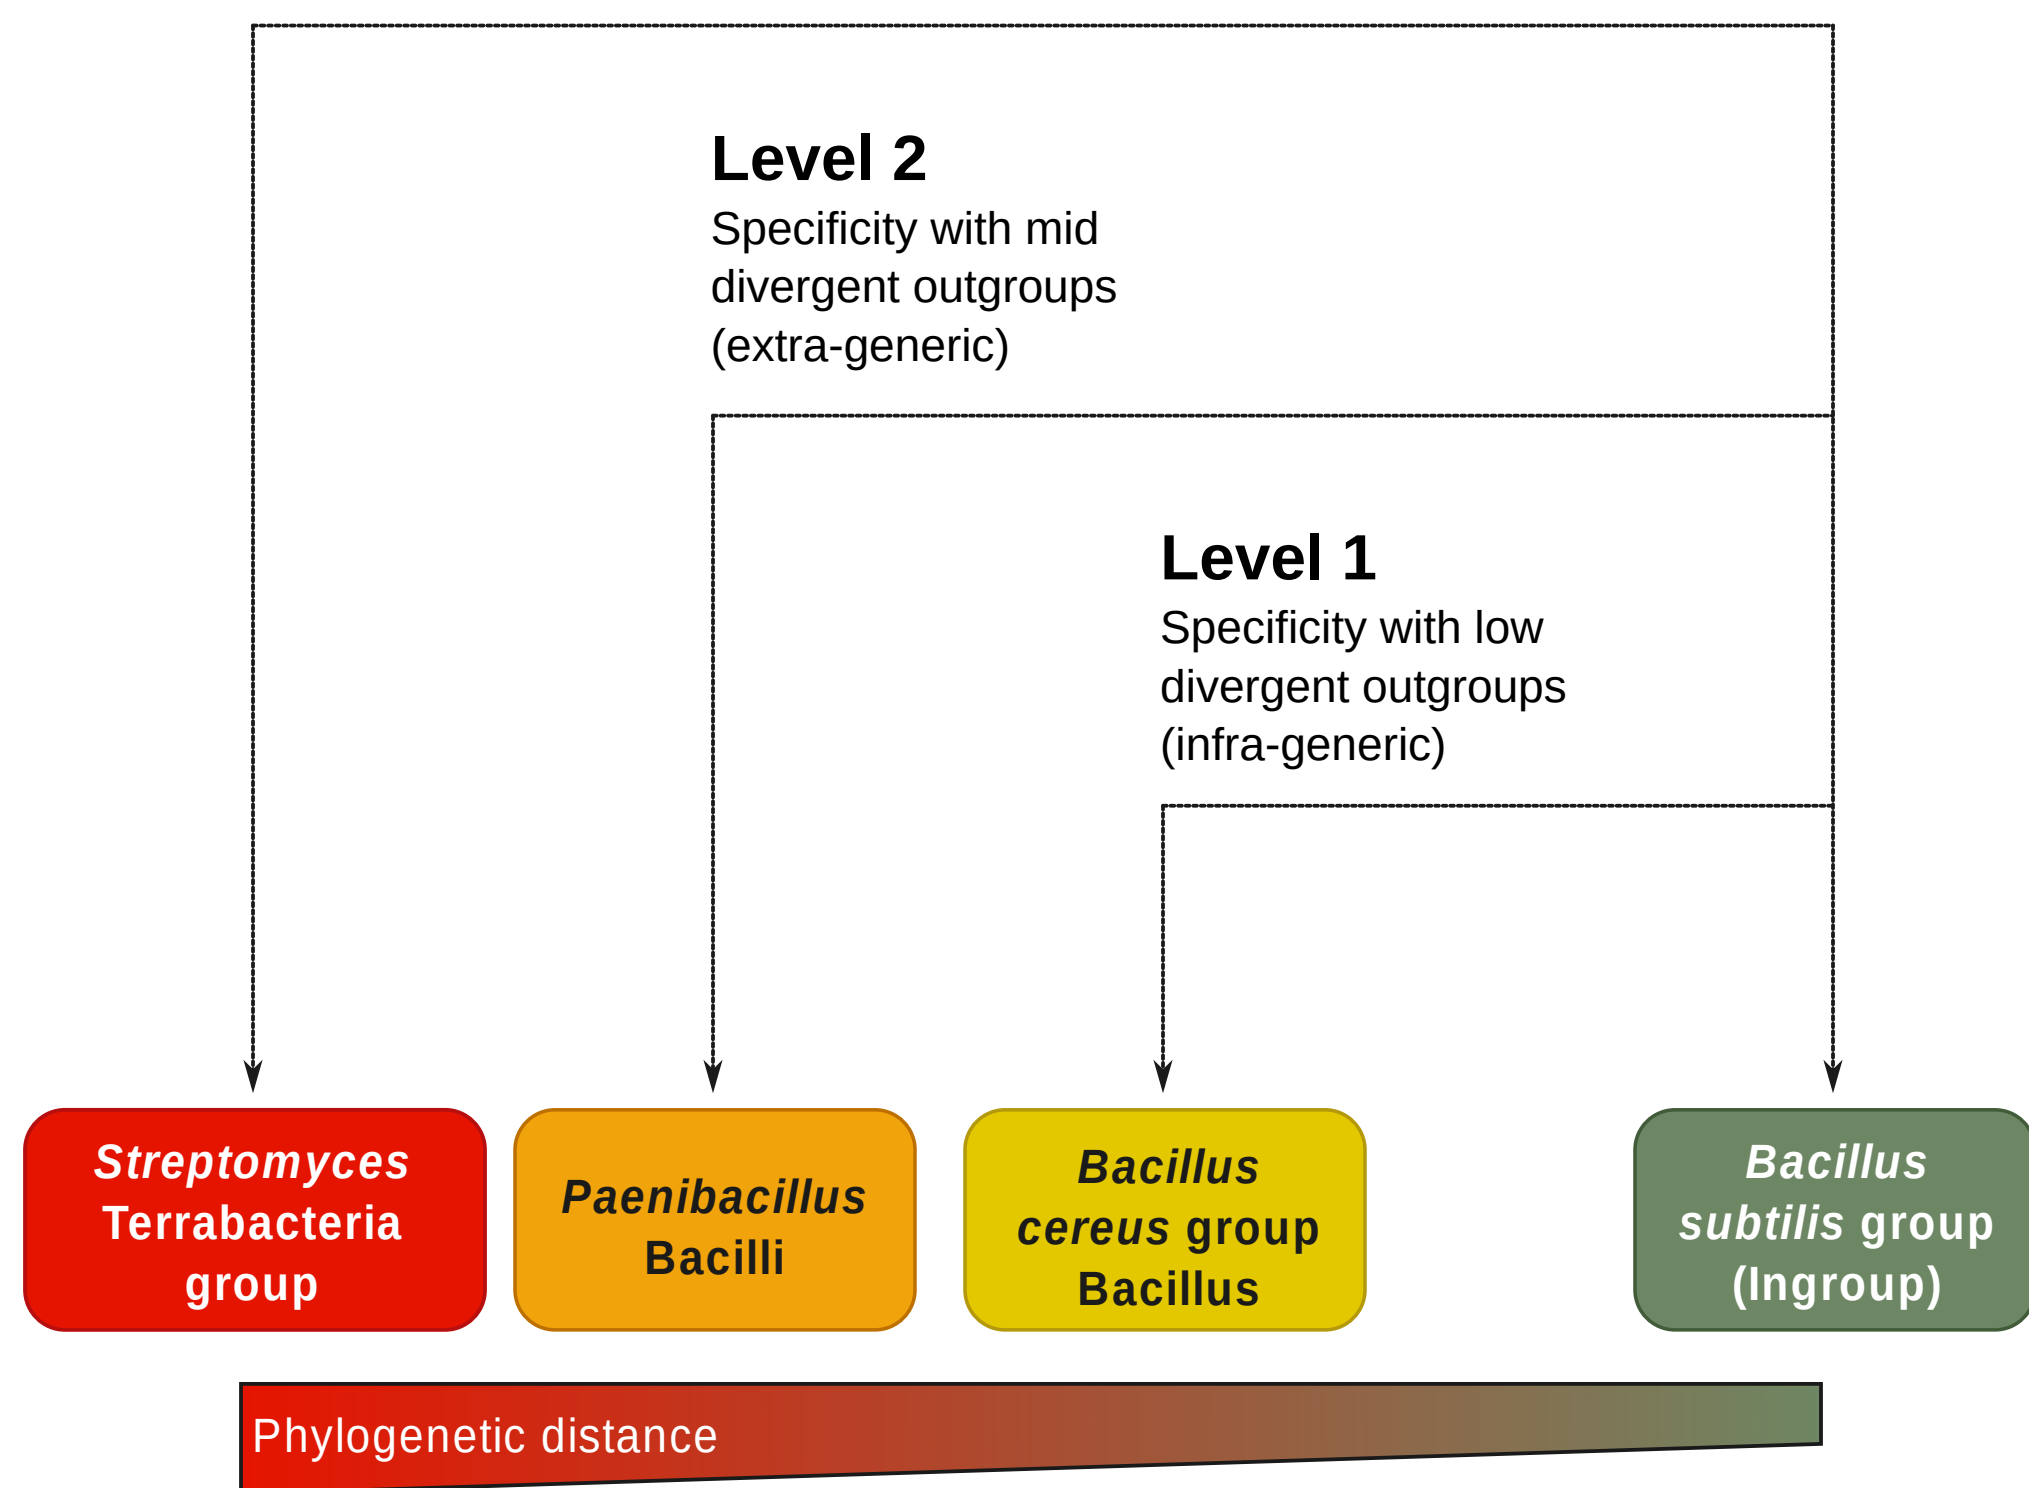 Level 2
Specificity with mid
divergent outgroups
(extra-generic)
Level 1
Specificity with low
divergent outgroups
(infra-generic)
Streptomyces
Terrabacteria
group
Paenibacillus
Bacilli
Bacillus
cereus group
Bacillus
Bacillus
subtilis group
(Ingroup)
Phylogenetic distance